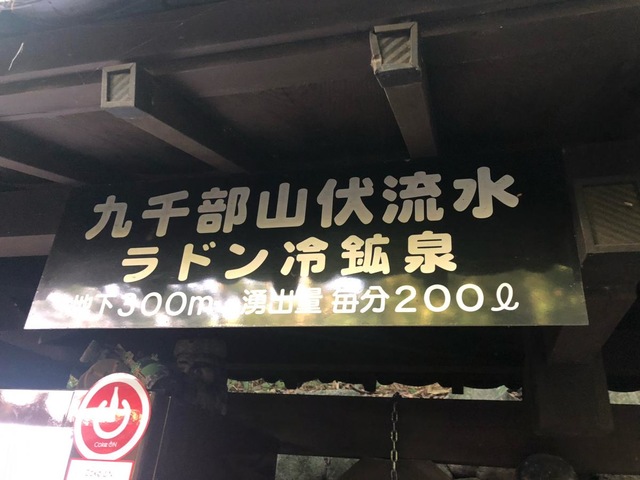 九千部山伏流水
ラドン冷鉱泉
地下300m 湧出量 毎分200ℓ